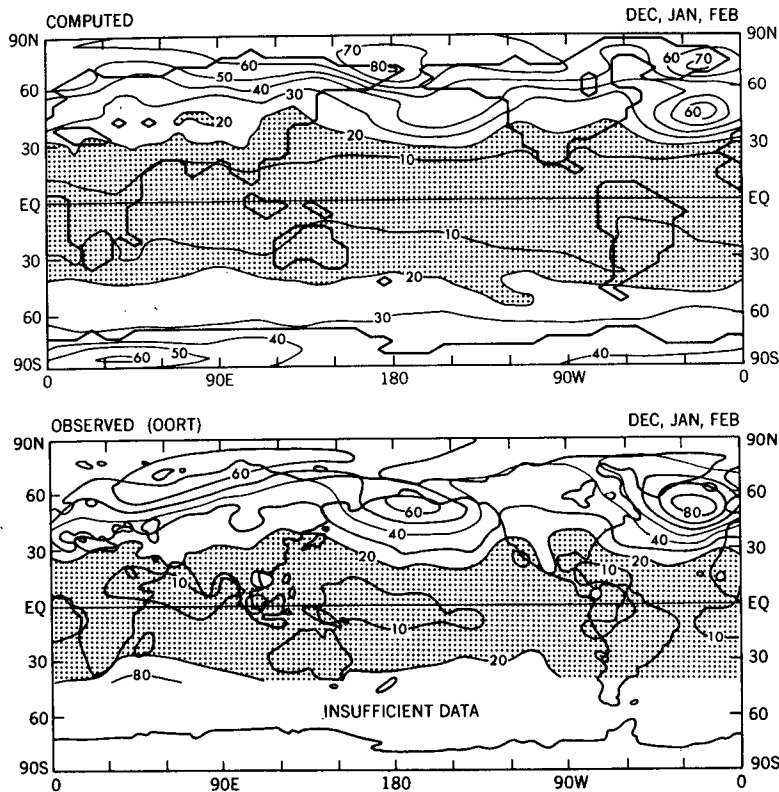 COMPUTED DEC, JAN, FEB
90N 90N
70 60 80 60 70
50
60 40 30 60
20 60
20
30 10 30
EQ EQ
10
30 20 30
60 30 60
40
60 50 40
90S 90S
0 90E 180 90W 0
OBSERVED (OORT) DEC, JAN, FEB
90N 90N
60
60 60 80 60
40 40
30 20 20 30
10 10
EQ EQ
10 10
30 20 30
80
INSUFFICIENT DATA
60 60
90S 90S
0 90E 180 90W 0